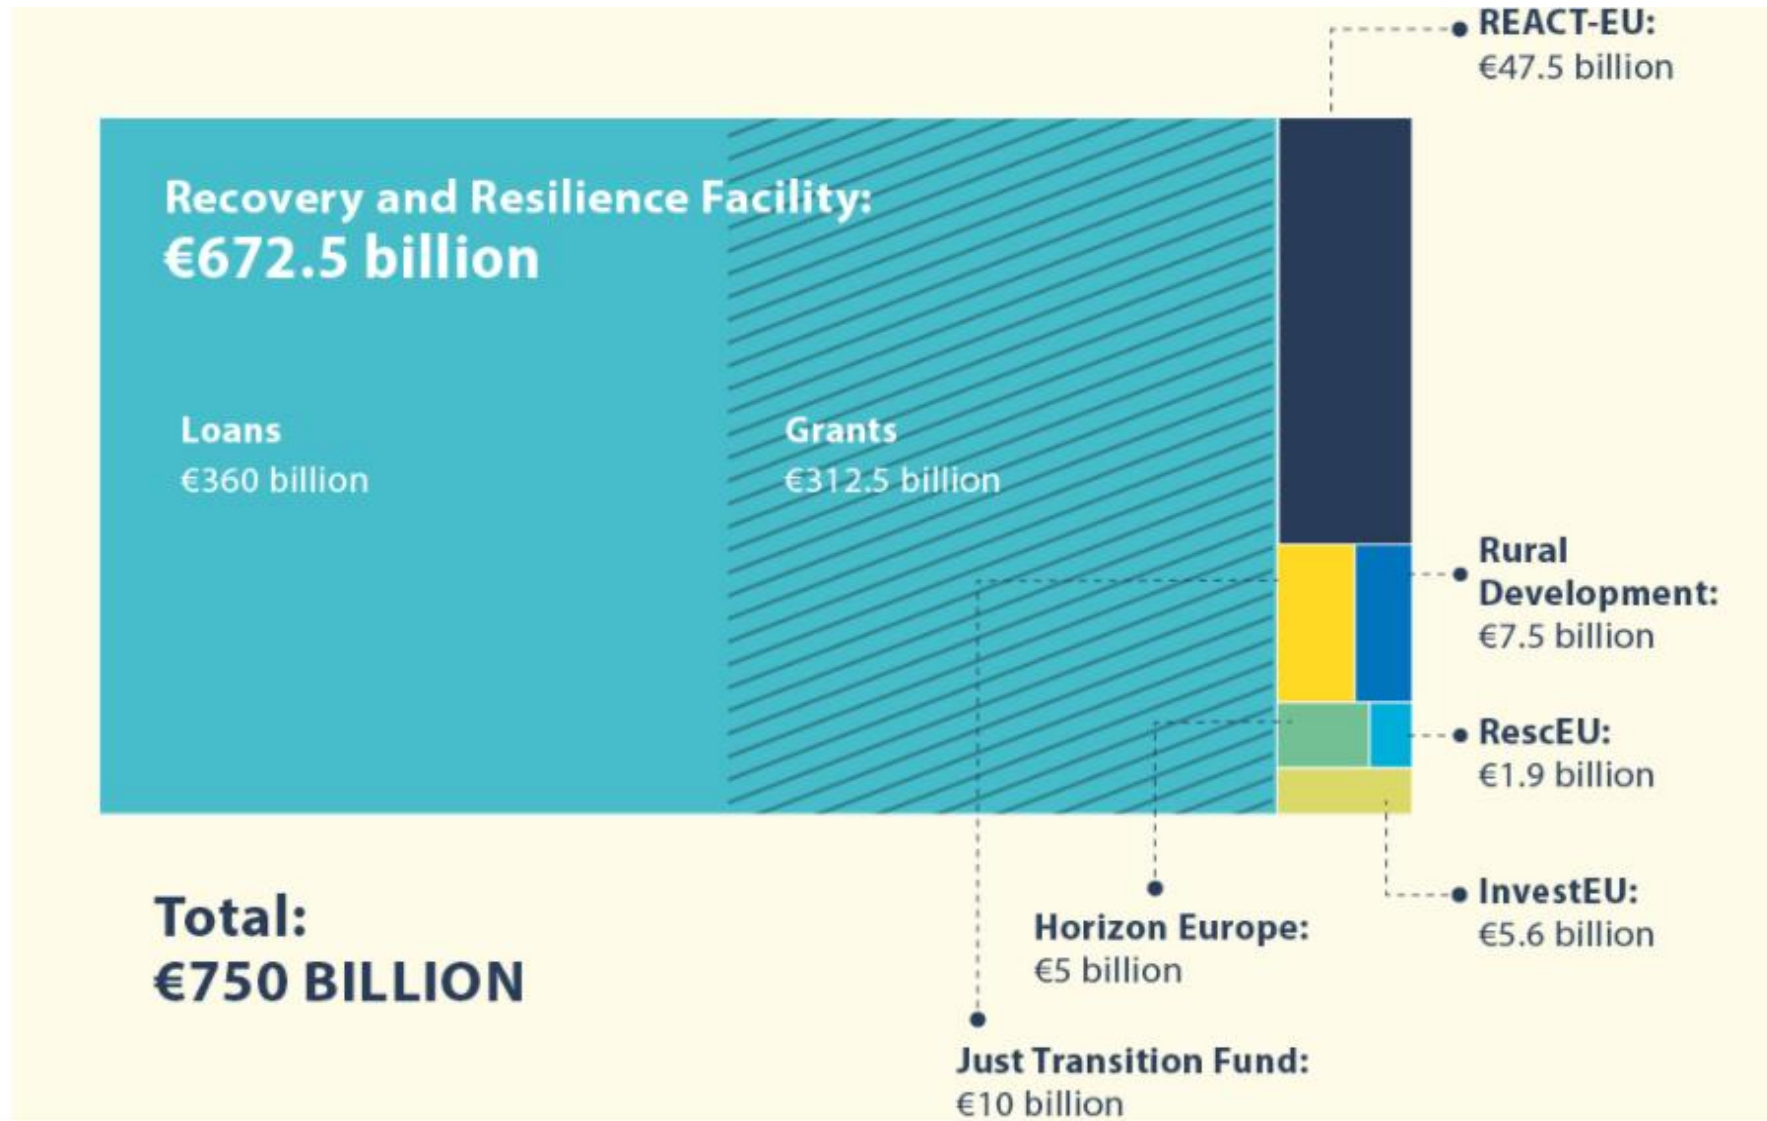 REACT-EU:
€47.5 billion
Recovery and Resilience Facility:
€672.5 billion
Loans
€360 billion
Grants
€312.5 billion
Rural
Development:
€7.5 billion
RescEU:
€1.9 billion
InvestEU:
€5.6 billion
Total:
€750 BILLION
Horizon Europe:
€5 billion
Just Transition Fund:
€10 billion